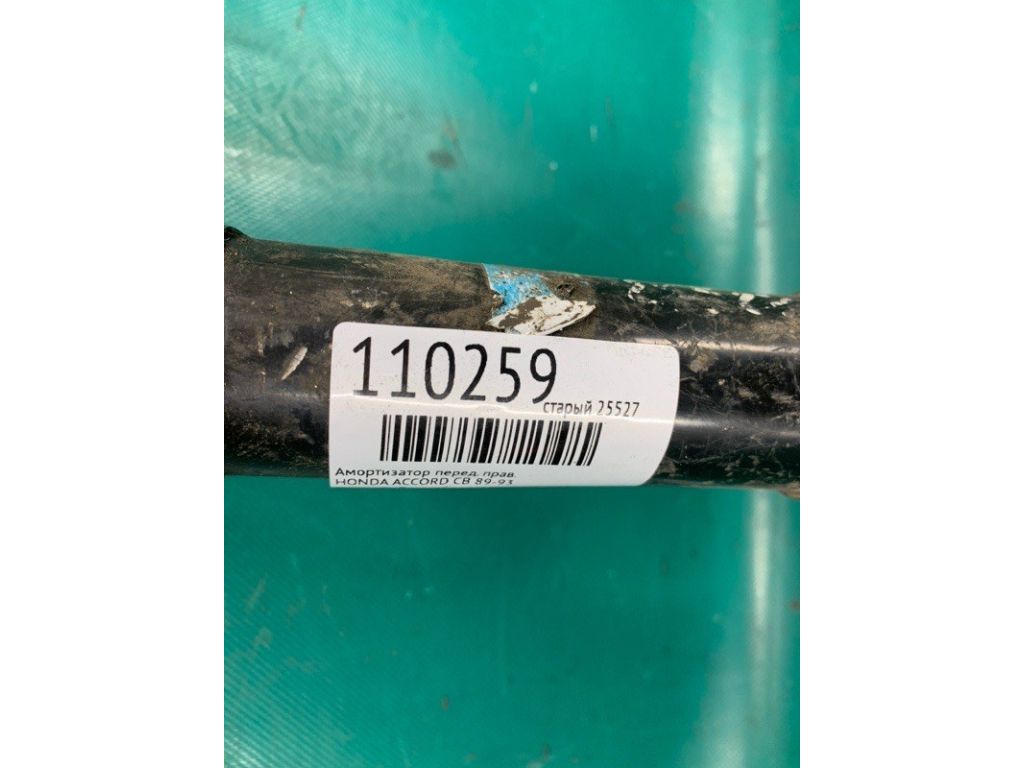 110259
старый 25527
Амортизатор перед. прав.
HONDA ACCORD CB 89-93